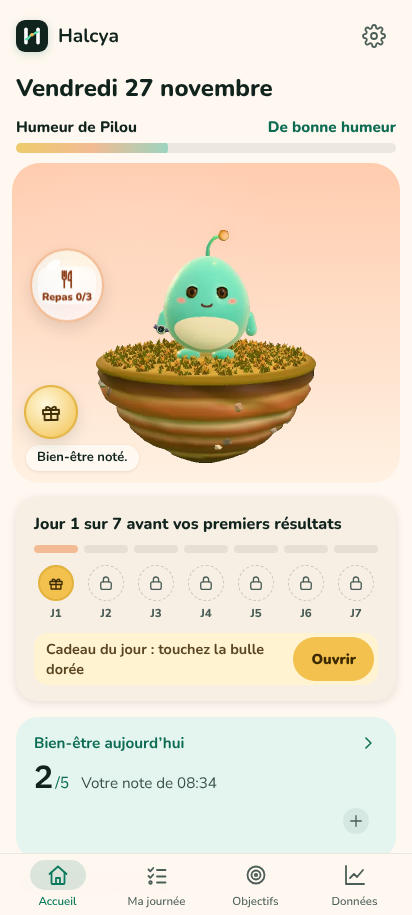 Halcya
Vendredi 27 novembre
Humeur de Pilou
De bonne humeur
Repas 0/3
Bien-être noté.
Jour 1 sur 7 avant vos premiers résultats
J1 J2 J3 J4 J5 J6 J7
Cadeau du jour : touchez la bulle
dorée
Ouvrir
Bien-être aujourd’hui
2/5 Votre note de 08:34
Accueil Ma journée Objectifs Données